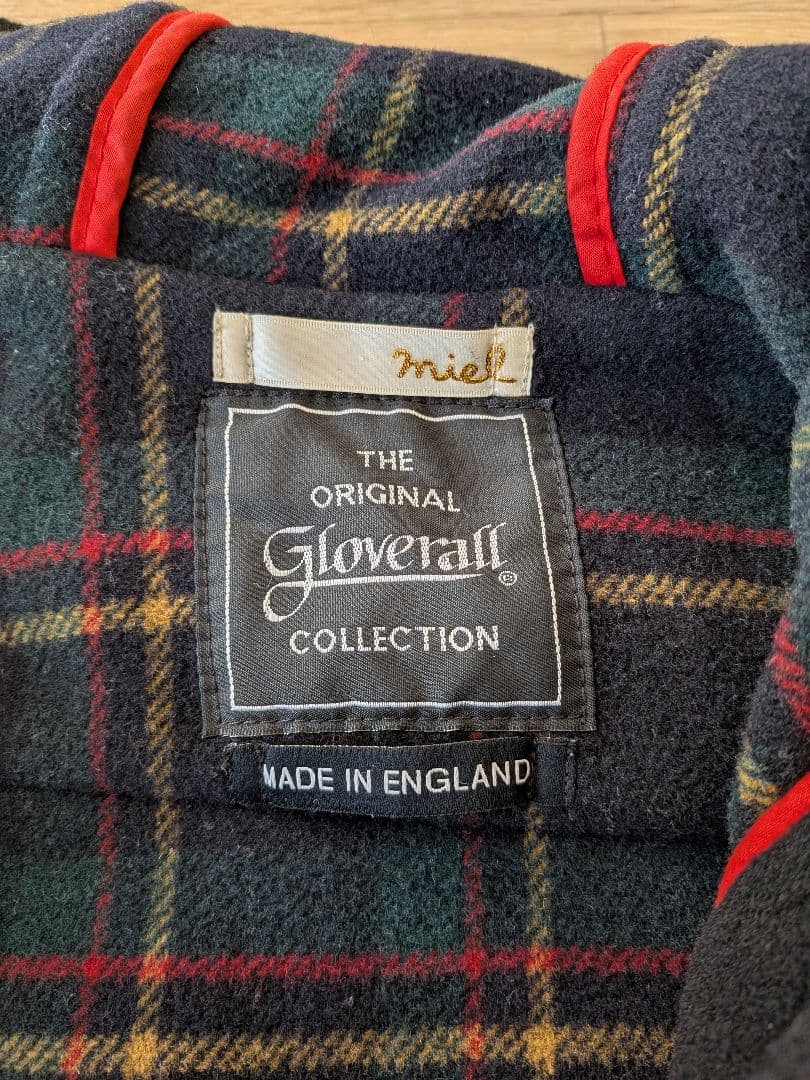 miel
THE
ORIGINAL
Gloverall®
COLLECTION
MADE IN ENGLAND